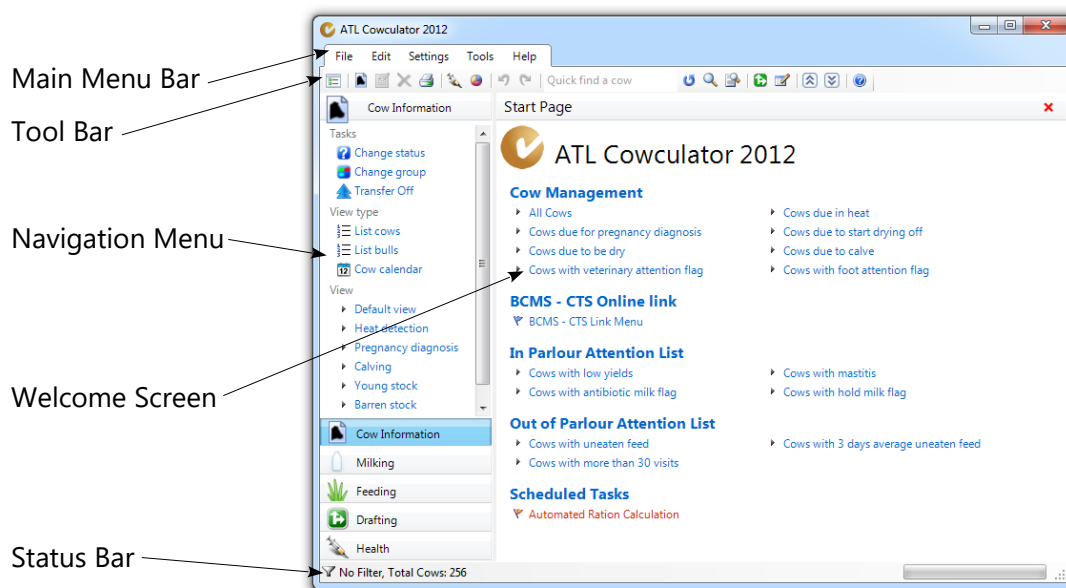 ATL Cowculator 2012
File Edit Settings Tools Help
Main Menu Bar
Quick find a cow
Tool Bar
Cow Information
Start Page
Tasks
Change status
Change group
Transfer Off
View type
List cows
List bulls
12 Cow calendar
View
Default view
Heat detection
Pregnancy diagnosis
Calving
Young stock
Barren stock
Cow Information
Milking
Feeding
Drafting
Health
Navigation Menu
Welcome Screen
Status Bar
ATL Cowculator 2012
Cow Management
All Cows
Cows due in heat
Cows due for pregnancy diagnosis
Cows due to start drying off
Cows due to be dry
Cows due to calve
Cows with veterinary attention flag
Cows with foot attention flag
BCMS - CTS Online link
BCMS - CTS Link Menu
In Parlour Attention List
Cows with low yields
Cows with mastitis
Cows with antibiotic milk flag
Cows with hold milk flag
Out of Parlour Attention List
Cows with uneaten feed
Cows with 3 days average uneaten feed
Cows with more than 30 visits
Scheduled Tasks
Automated Ration Calculation
No Filter, Total Cows: 256